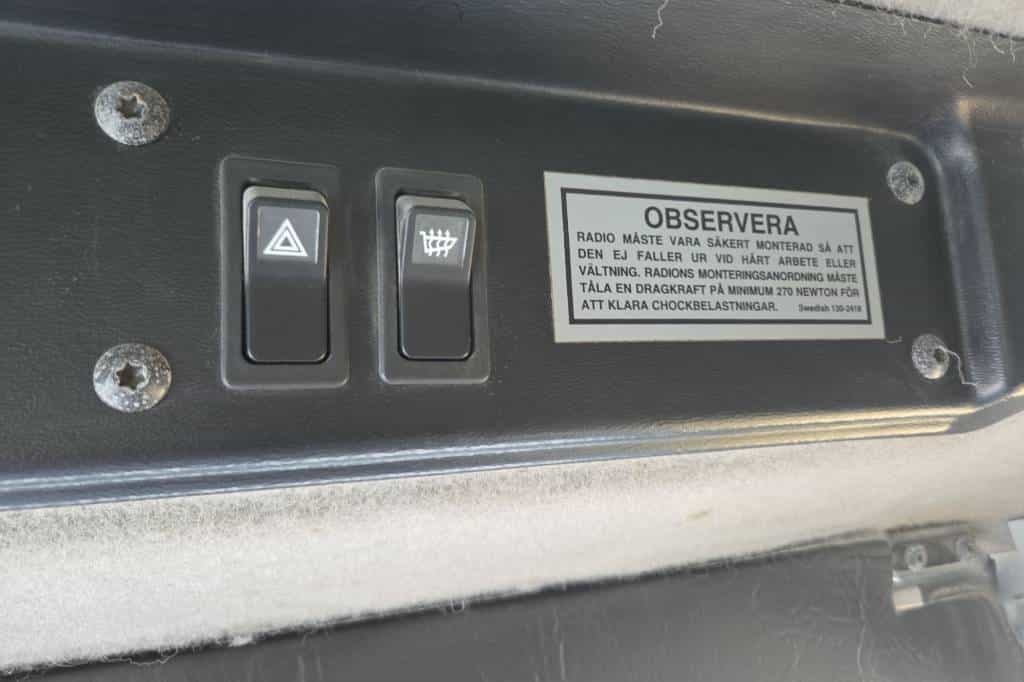 OBSERVERA
RADIO MÅSTE VARA SÄKERT MONTERAD SÅ ATT
DEN EJ FALLER UR VID HÅRT ARBETE ELLER
VÄLTNING. RADIONS MONTERINGSANORDNING MÅSTE
TÅLA EN DRAGKRAFT PÅ MINIMUM 270 NEWTON FÖR
ATT KLARA CHOCKBELASTNINGAR. Swedish 130-2418